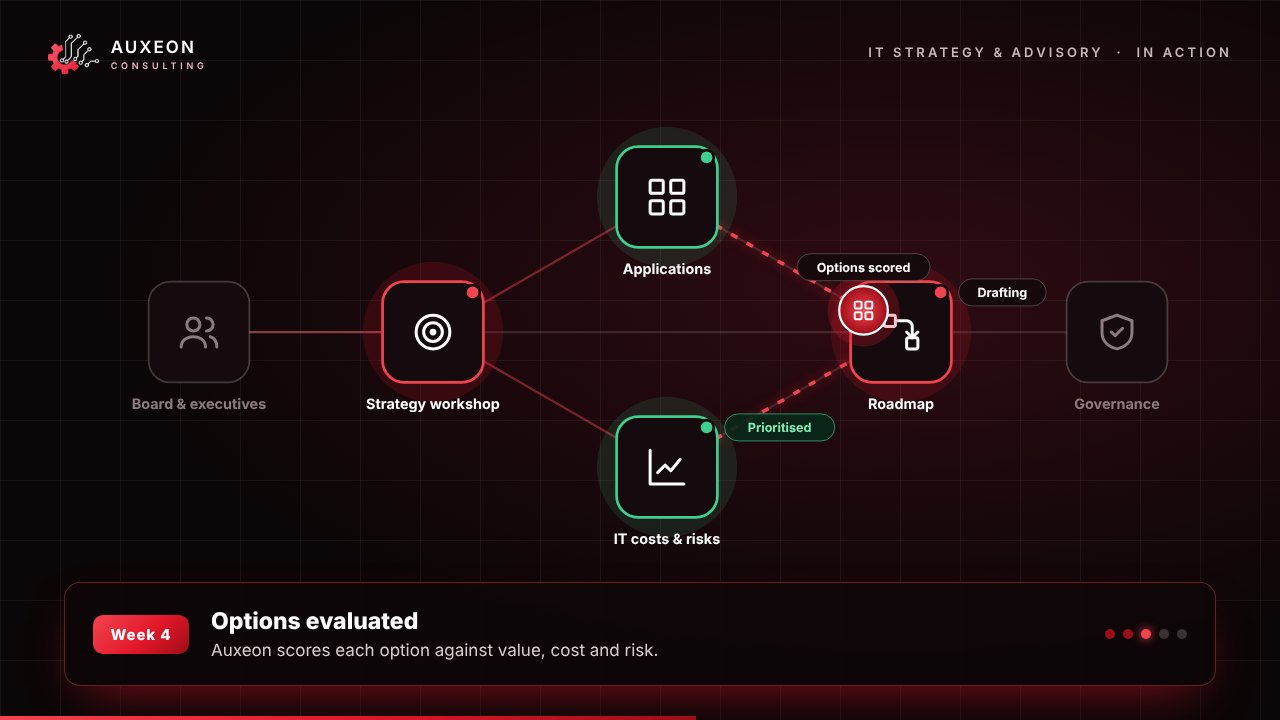 AUXEON
CONSULTING
IT STRATEGY & ADVISORY · IN ACTION
Applications
Options scored
Drafting
Board & executives
Strategy workshop
Roadmap
Governance
Prioritised
IT costs & risks
Week 4
Options evaluated
Auxeon scores each option against value, cost and risk.